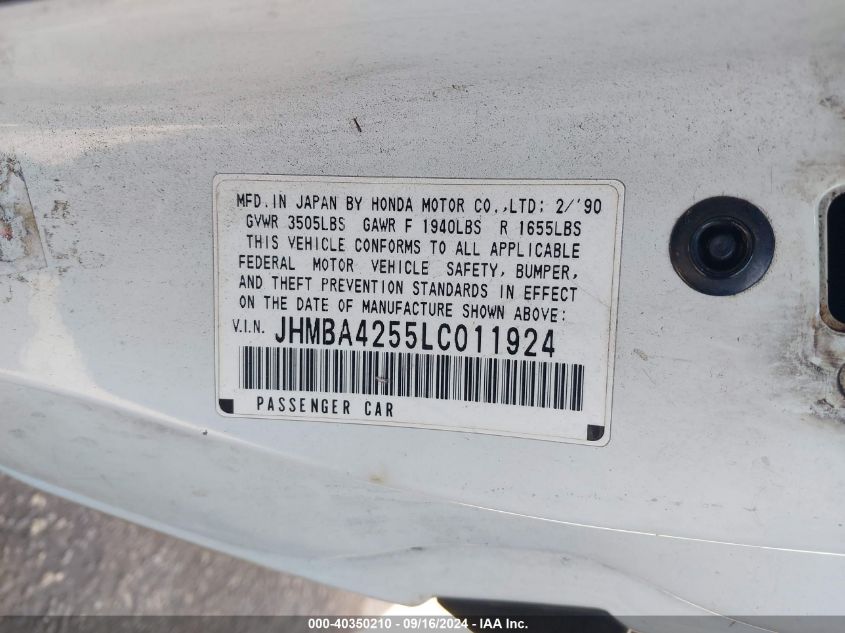 MFD. IN JAPAN BY HONDA MOTOR CO.,LTD; 2/'90
GVWR 3505LBS GAWR F 1940LBS R 1655LBS
THIS VEHICLE CONFORMS TO ALL APPLICABLE
FEDERAL MOTOR VEHICLE SAFETY, BUMPER,
AND THEFT PREVENTION STANDARDS IN EFFECT
ON THE DATE OF MANUFACTURE SHOWN ABOVE:
V.I.N. JHMBA4255LC011924
PASSENGER CAR
000-40350210 - 09/16/2024 - IAA Inc.